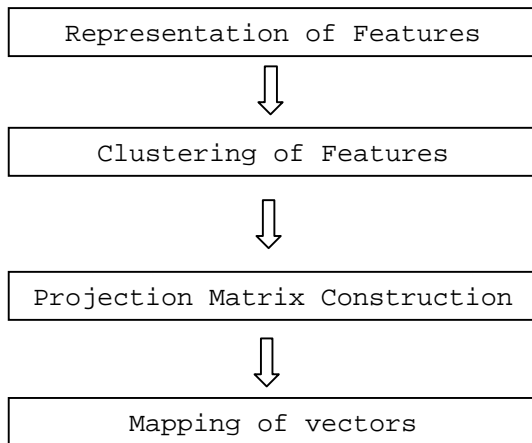 Representation of Features
Clustering of Features
Projection Matrix Construction
Mapping of vectors